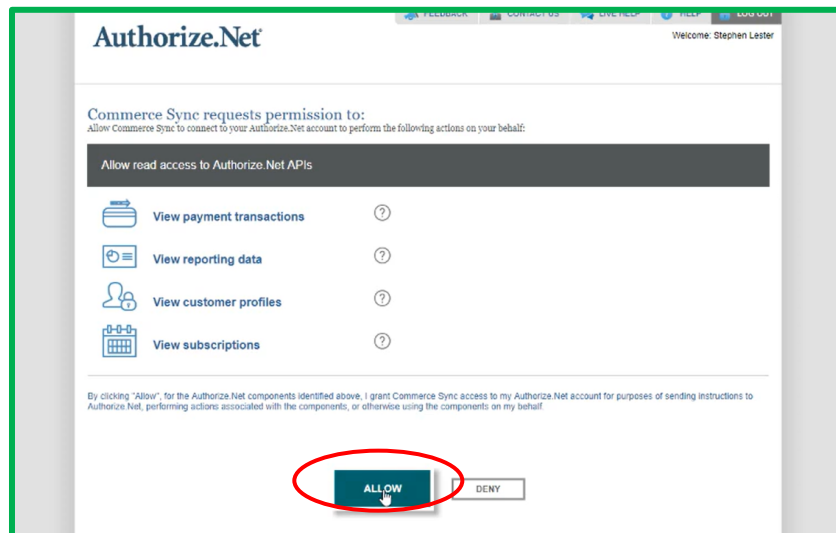 FEEDBACK CONTACT US LIVE HELP HELP LOG OUT
Authorize.Net
Welcome: Stephen Lester
Commerce Sync requests permission to:
Allow Commerce Sync to connect to your Authorize.Net account to perform the following actions on your behalf:
Allow read access to Authorize.Net APIs
View payment transactions ?
View reporting data ?
View customer profiles ?
View subscriptions ?
By clicking "Allow", for the Authorize.Net components identified above, I grant Commerce Sync access to my Authorize.Net account for purposes of sending instructions to
Authorize.Net, performing actions associated with the components, or otherwise using the components on my behalf.
ALLOW DENY